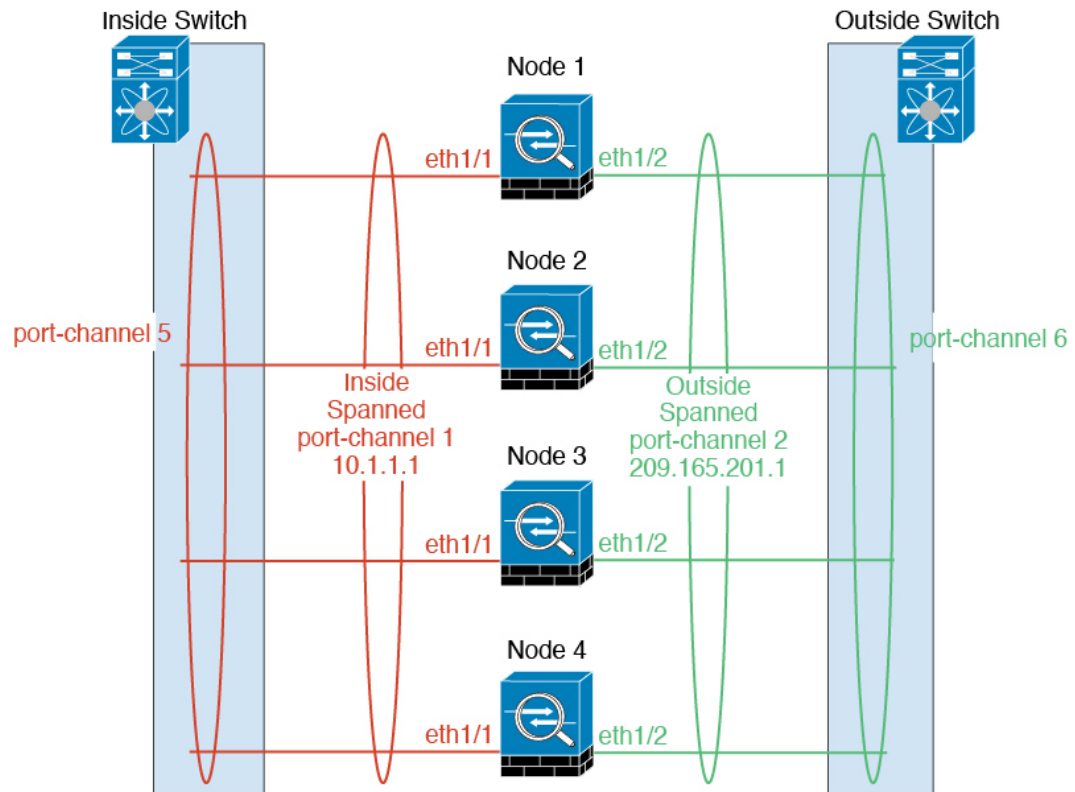 Inside Switch
Outside Switch
Node 1
eth1/1
eth1/2
Node 2
port-channel 5
eth1/1
eth1/2
port-channel 6
Inside
Spanned
port-channel 1
10.1.1.1
Outside
Spanned
port-channel 2
209.165.201.1
Node 3
eth1/1
eth1/2
Node 4
eth1/1
eth1/2